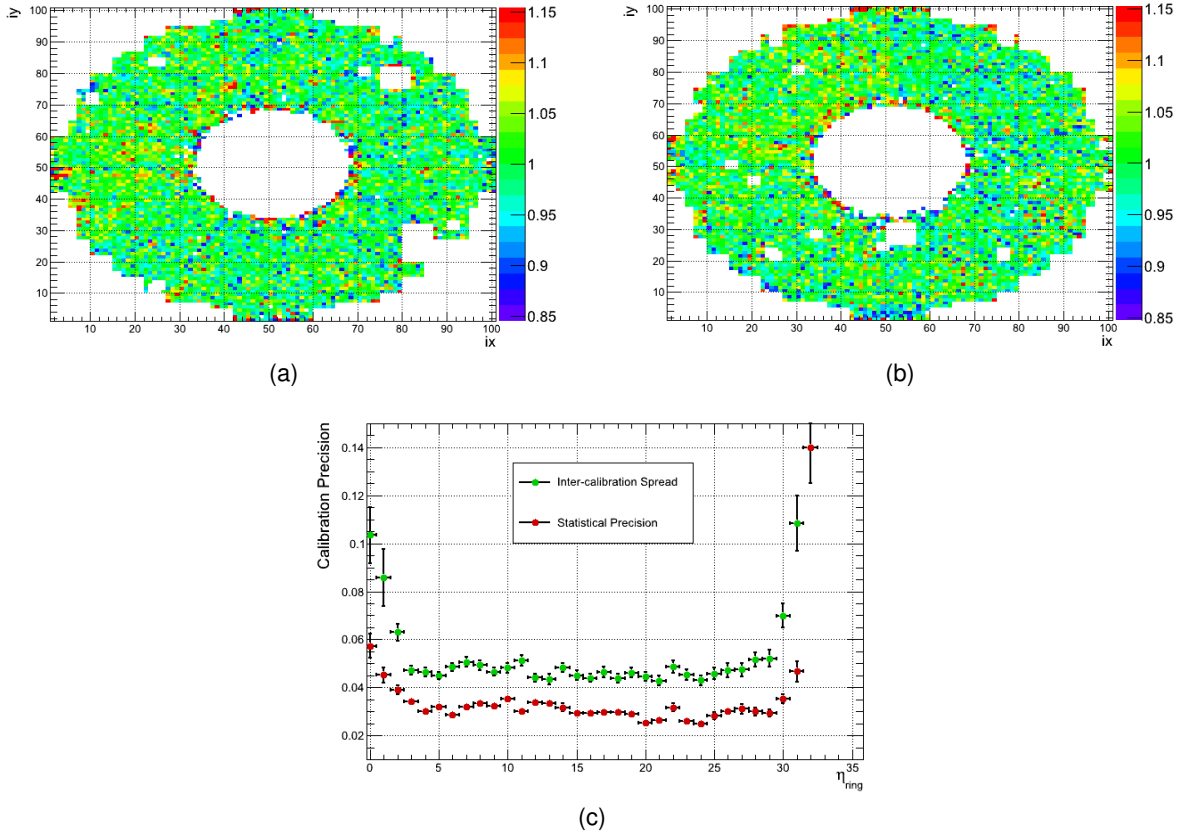 iy
100
90
80
70
60
50
40
30
20
10
10 20 30 40 50 60 70 80 90 100
ix
1.15
1.1
1.05
1
0.95
0.9
0.85
(a)
iy
100
90
80
70
60
50
40
30
20
10
10 20 30 40 50 60 70 80 90 100
ix
1.15
1.1
1.05
1
0.95
0.9
0.85
(b)
Calibration Precision
0.14
0.12
0.1
0.08
0.06
0.04
0.02
Inter-calibration Spread
Statistical Precision
0 5 10 15 20 25 30 35
η_ring
(c)